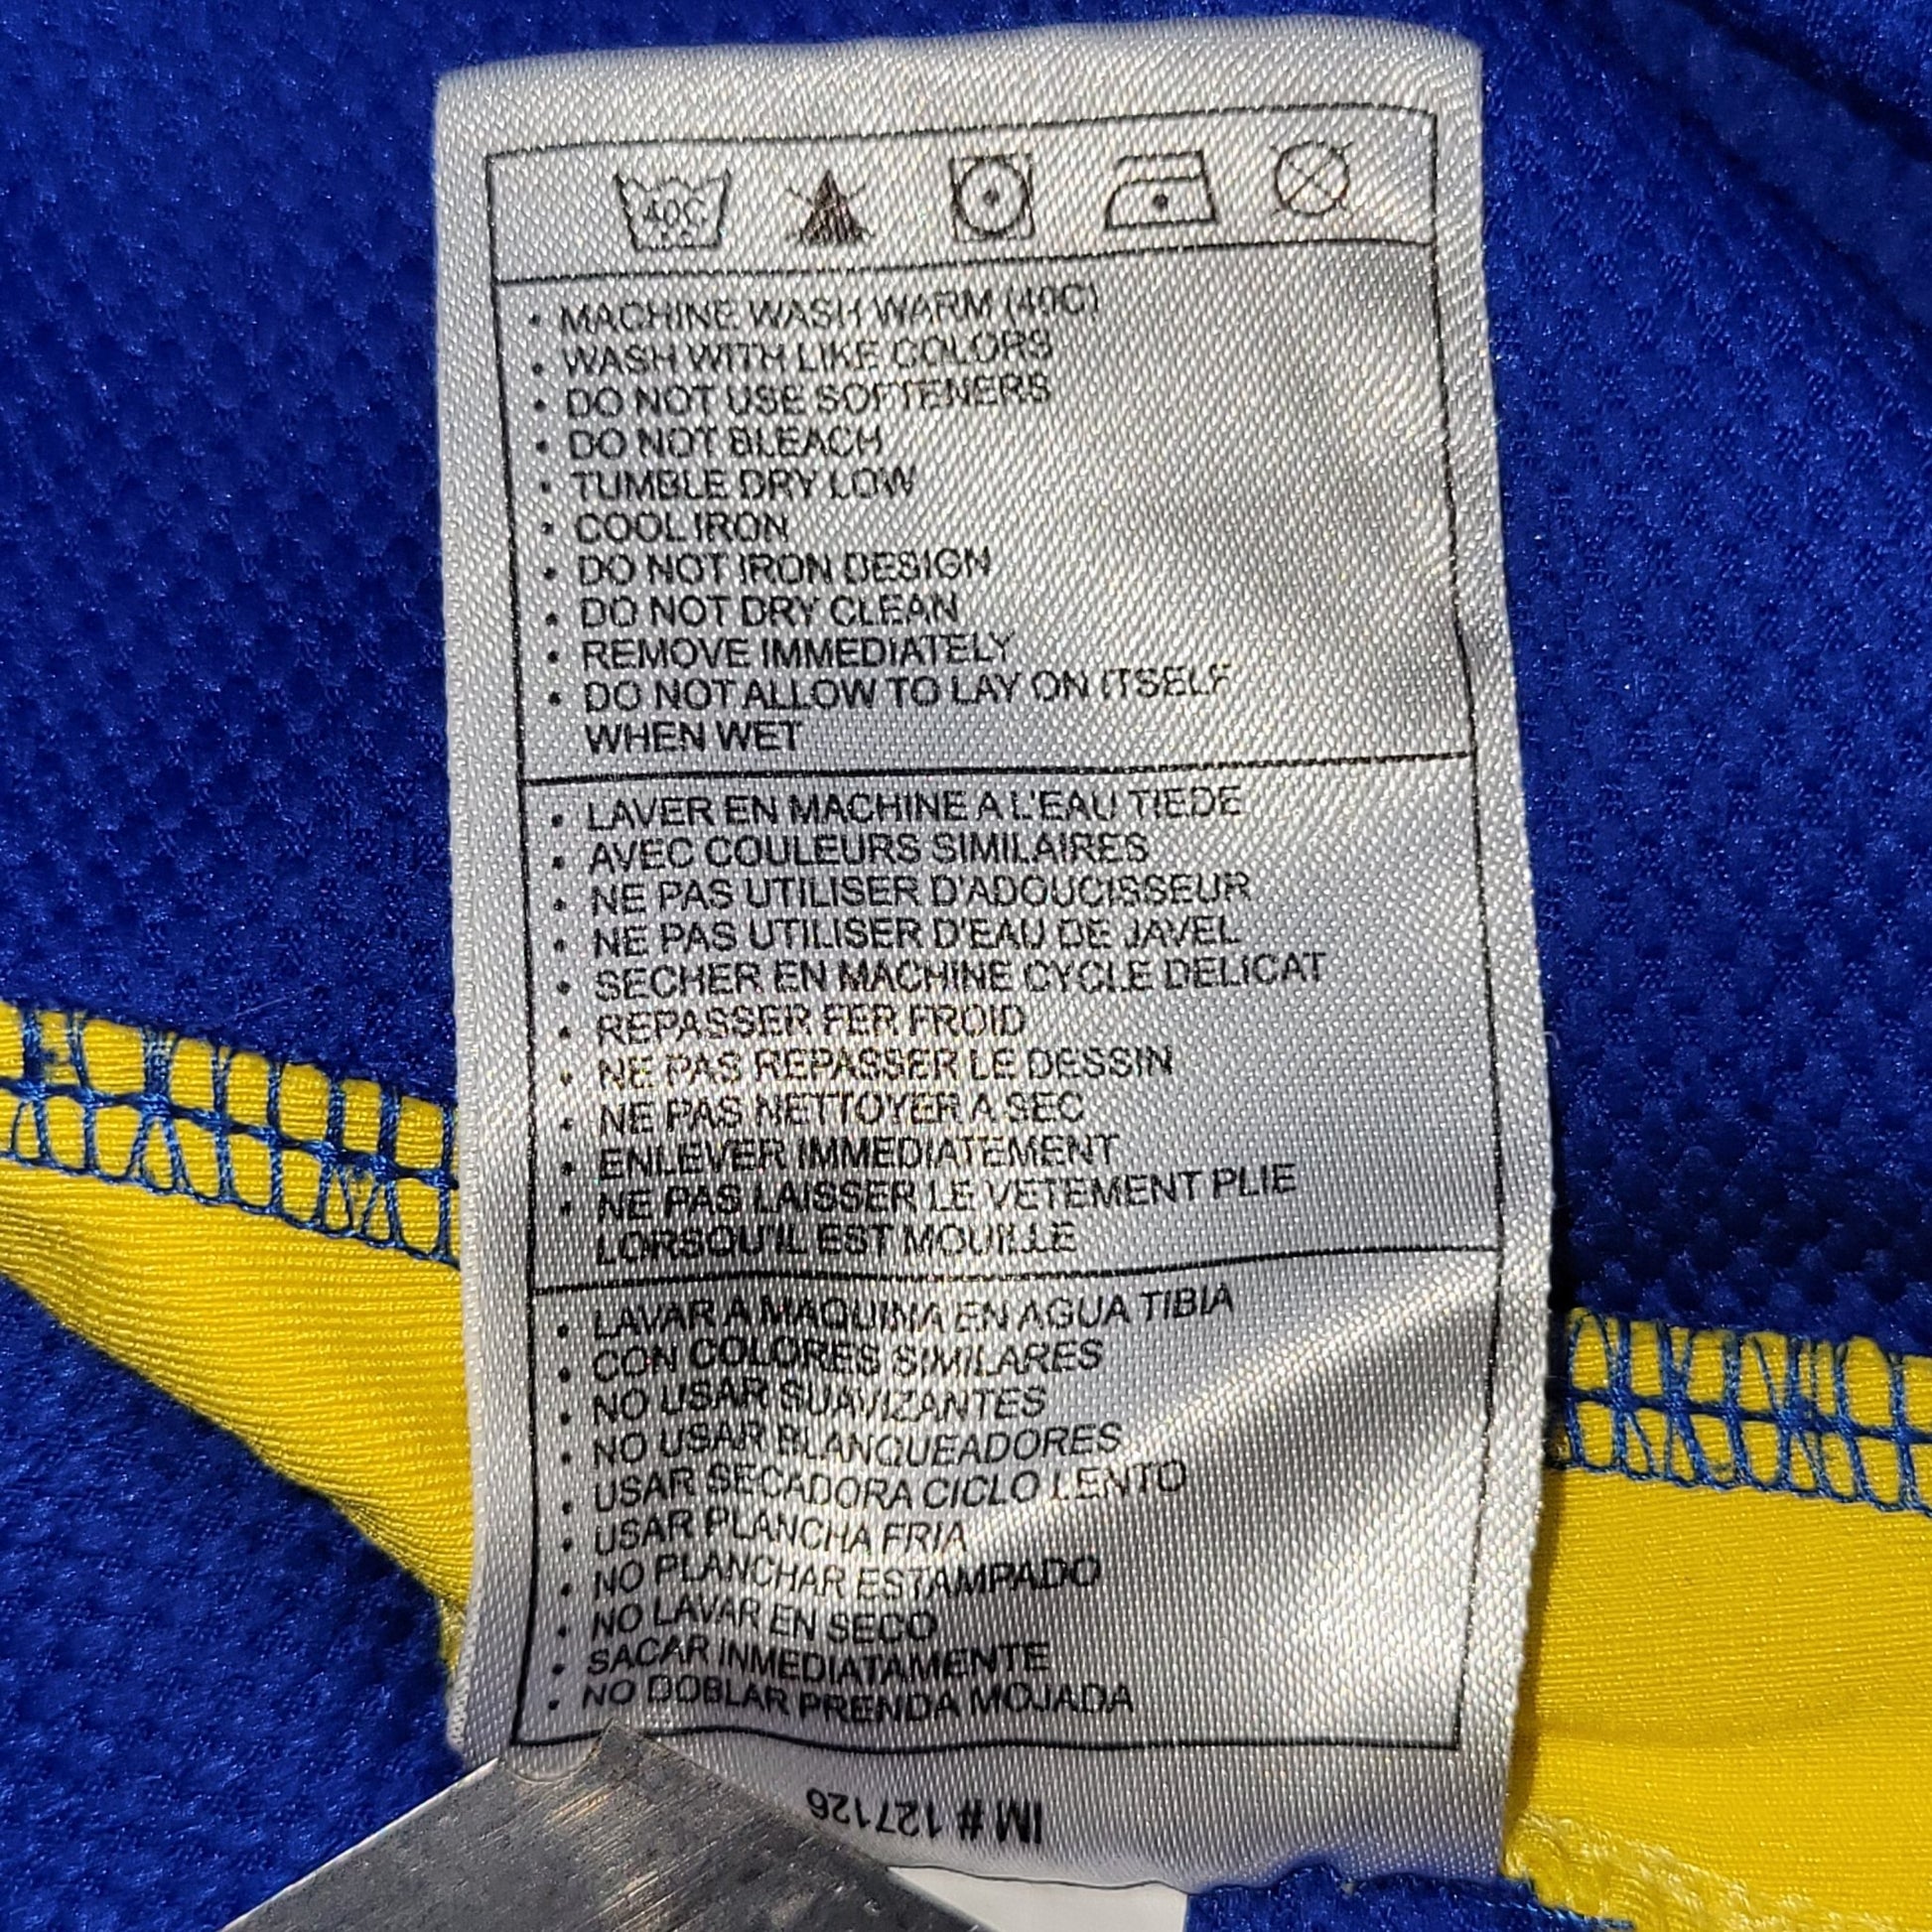 40C
• MACHINE WASH WARM (40C)
• WASH WITH LIKE COLORS
• DO NOT USE SOFTENERS
• DO NOT BLEACH
• TUMBLE DRY LOW
• COOL IRON
• DO NOT IRON DESIGN
• DO NOT DRY CLEAN
• REMOVE IMMEDIATELY
• DO NOT ALLOW TO LAY ON ITSELF
WHEN WET
• LAVER EN MACHINE A L'EAU TIEDE
• AVEC COULEURS SIMILAIRES
• NE PAS UTILISER D'ADOUCISSEUR
• NE PAS UTILISER D'EAU DE JAVEL
• SECHER EN MACHINE CYCLE DELICAT
• REPASSER FER FROID
• NE PAS REPASSER LE DESSIN
• NE PAS NETTOYER A SEC
• ENLEVER IMMEDIATEMENT
• NE PAS LAISSER LE VETEMENT PLIE
LORSQU'IL EST MOUILLE
• LAVAR A MAQUINA EN AGUA TIBIA
• CON COLORES SIMILARES
• NO USAR SUAVIZANTES
• NO USAR BLANQUEADORES
• USAR SECADORA CICLO LENTO
• USAR PLANCHA FRIA
• NO PLANCHAR ESTAMPADO
• NO LAVAR EN SECO
• SACAR INMEDIATAMENTE
• NO DOBLAR PRENDA MOJADA
IM # 127126